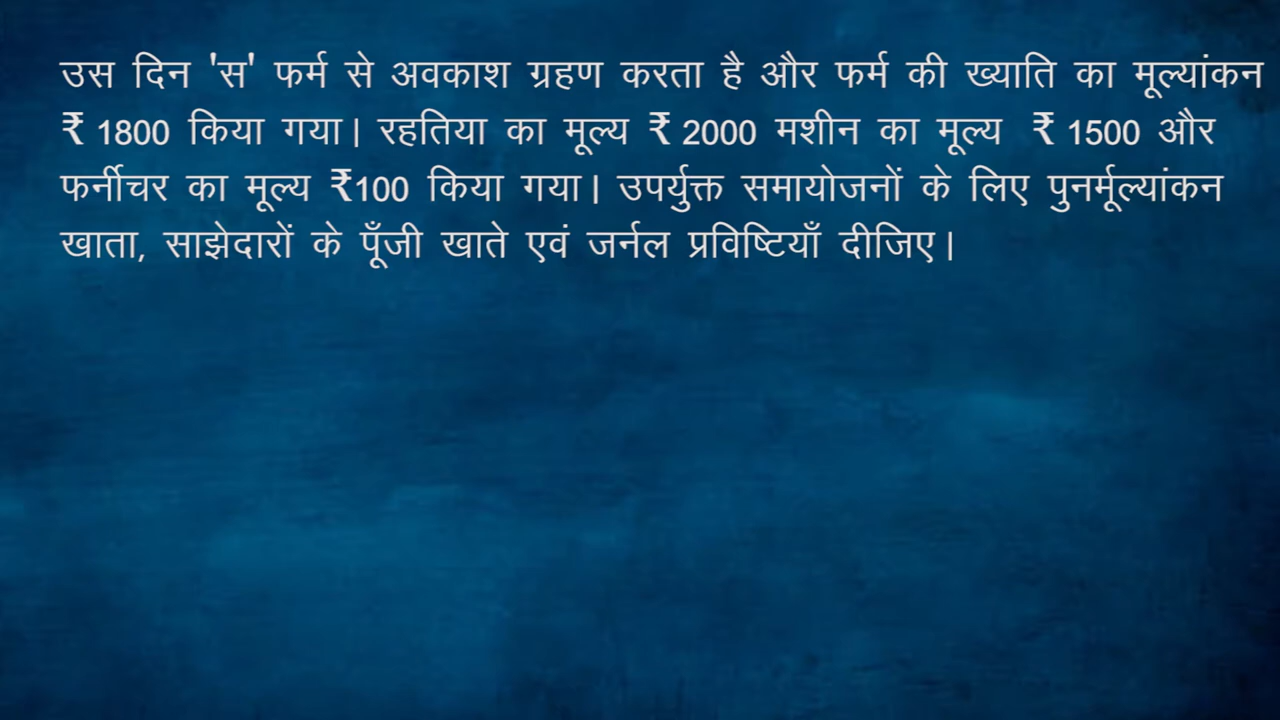 उस दिन 'स' फर्म से अवकाश ग्रहण करता है और फर्म की ख्याति का मूल्यांकन
₹ 1800 किया गया। रहतिया का मूल्य ₹ 2000 मशीन का मूल्य ₹ 1500 और
फर्नीचर का मूल्य ₹100 किया गया। उपर्युक्त समायोजनों के लिए पुनर्मूल्यांकन
खाता, साझेदारों के पूँजी खाते एवं जर्नल प्रविष्टियाँ दीजिए।